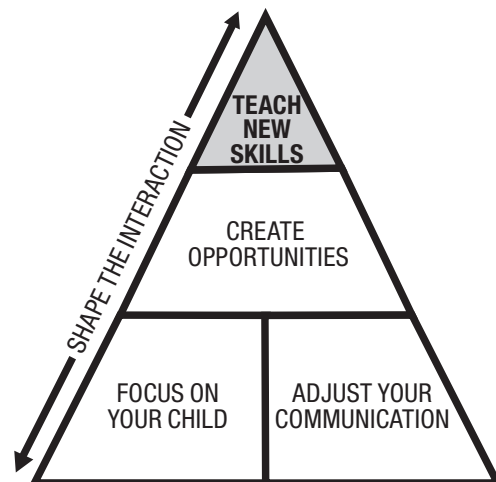 TEACH
NEW
SKILLS
SHAPE THE INTERACTION
CREATE
OPPORTUNITIES
FOCUS ON
YOUR CHILD
ADJUST YOUR
COMMUNICATION